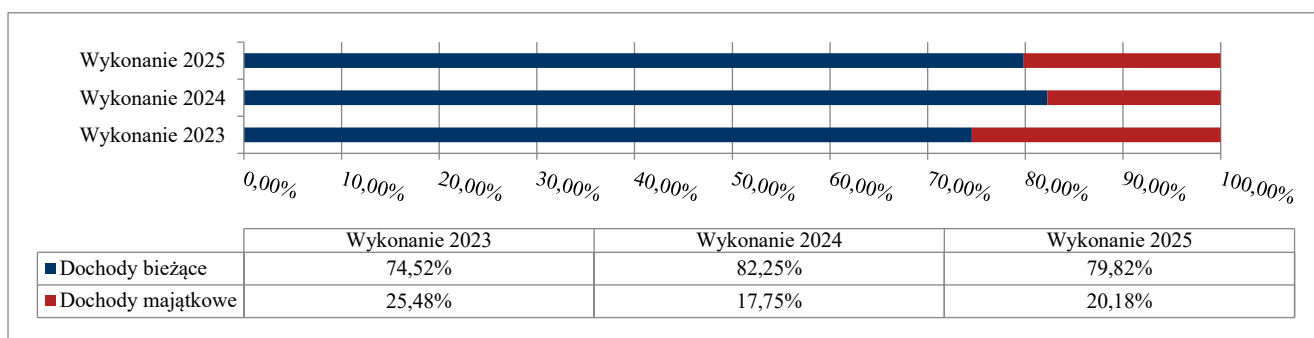 Wykonanie 2025
Wykonanie 2024
Wykonanie 2023
0,00% 10,00% 20,00% 30,00% 40,00% 50,00% 60,00% 70,00% 80,00% 90,00% 100,00%
Wykonanie 2023 Wykonanie 2024 Wykonanie 2025
Dochody bieżące 74,52% 82,25% 79,82%
Dochody majątkowe 25,48% 17,75% 20,18%